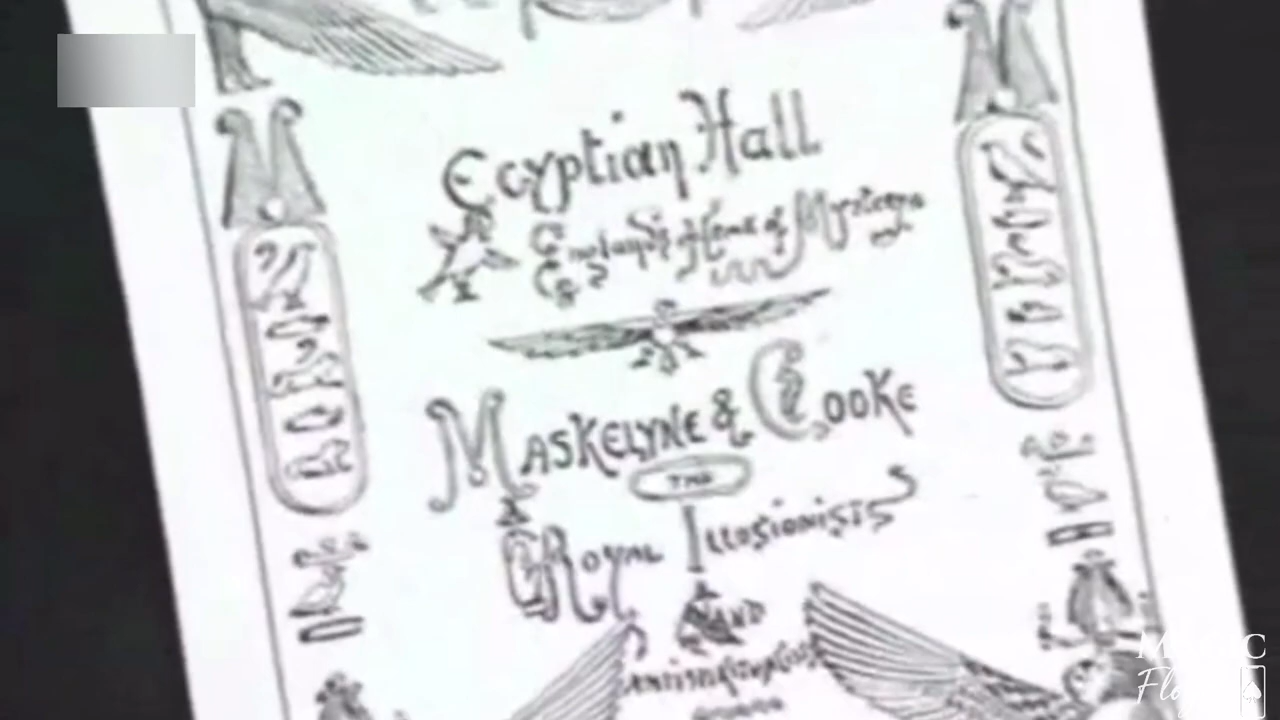 Egyptian Hall
England's Home of Mystery
Maskelyne & Cooke
THE
Royal Illusionists
AND